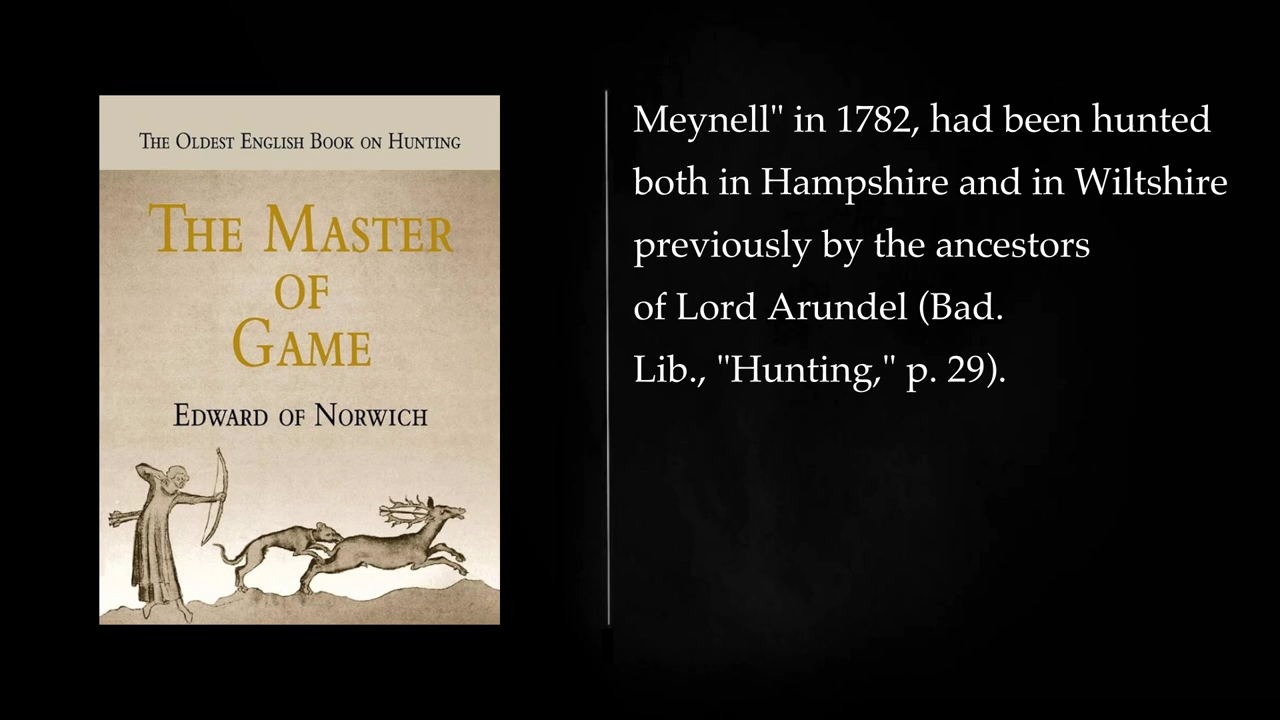 The Oldest English Book on Hunting
The Master
of
Game
Edward of Norwich
Meynell" in 1782, had been hunted
both in Hampshire and in Wiltshire
previously by the ancestors
of Lord Arundel (Bad.
Lib., "Hunting," p. 29).